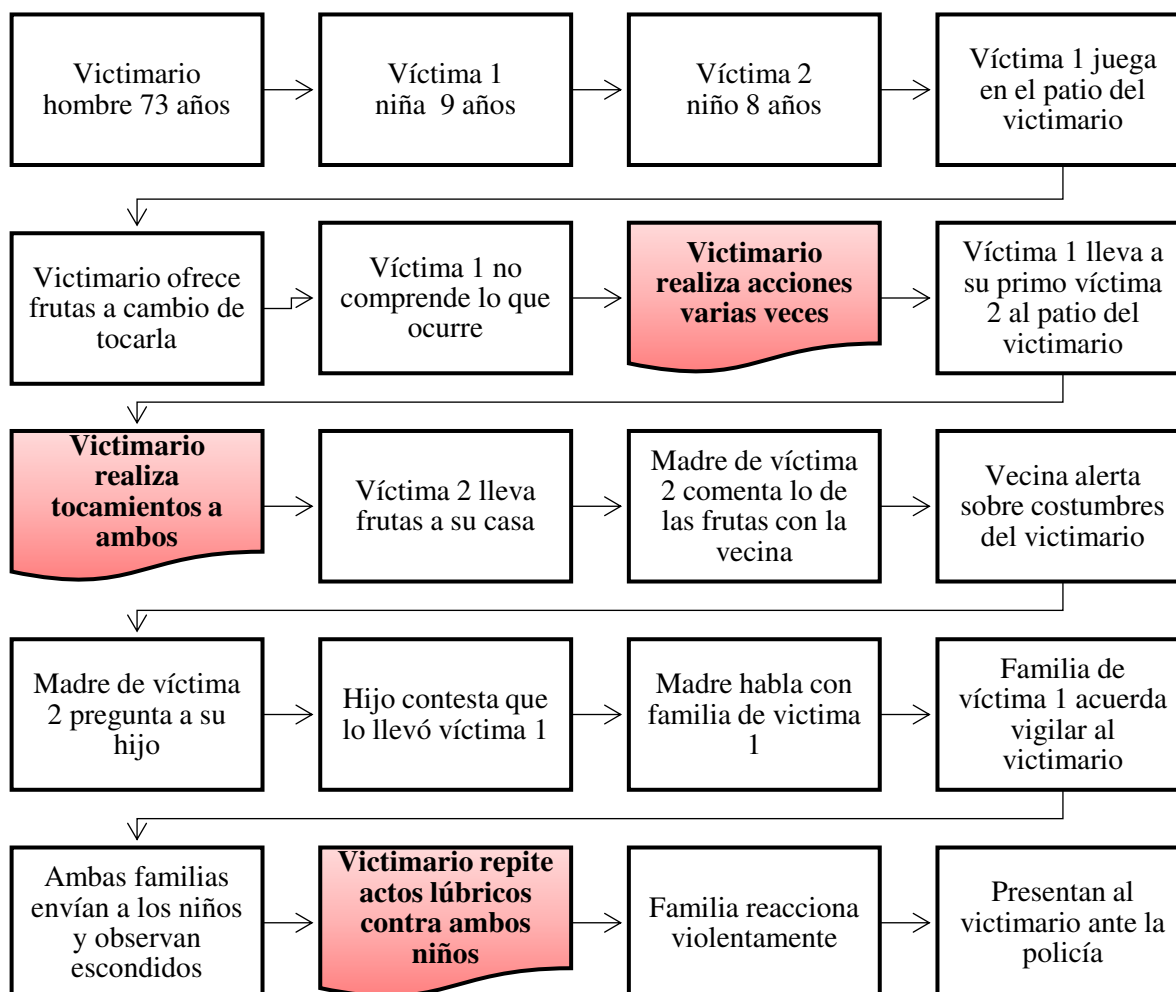 Victimario
hombre 73 años
Víctima 1
niña 9 años
Víctima 2
niño 8 años
Víctima 1 juega
en el patio del
victimario
Victimario ofrece
frutas a cambio de
tocarla
Víctima 1 no
comprende lo que
ocurre
Victimario
realiza acciones
varias veces
Víctima 1 lleva a
su primo víctima
2 al patio del
victimario
Victimario
realiza
tocamientos a
ambos
Víctima 2 lleva
frutas a su casa
Madre de víctima
2 comenta lo de
las frutas con la
vecina
Vecina alerta
sobre costumbres
del victimario
Madre de víctima
2 pregunta a su
hijo
Hijo contesta que
lo llevó víctima 1
Madre habla con
familia de victima
1
Familia de
víctima 1 acuerda
vigilar al
victimario
Ambas familias
envían a los niños
y observan
escondidos
Victimario repite
actos lúbricos
contra ambos
niños
Familia reacciona
violentamente
Presentan al
victimario ante la
policía